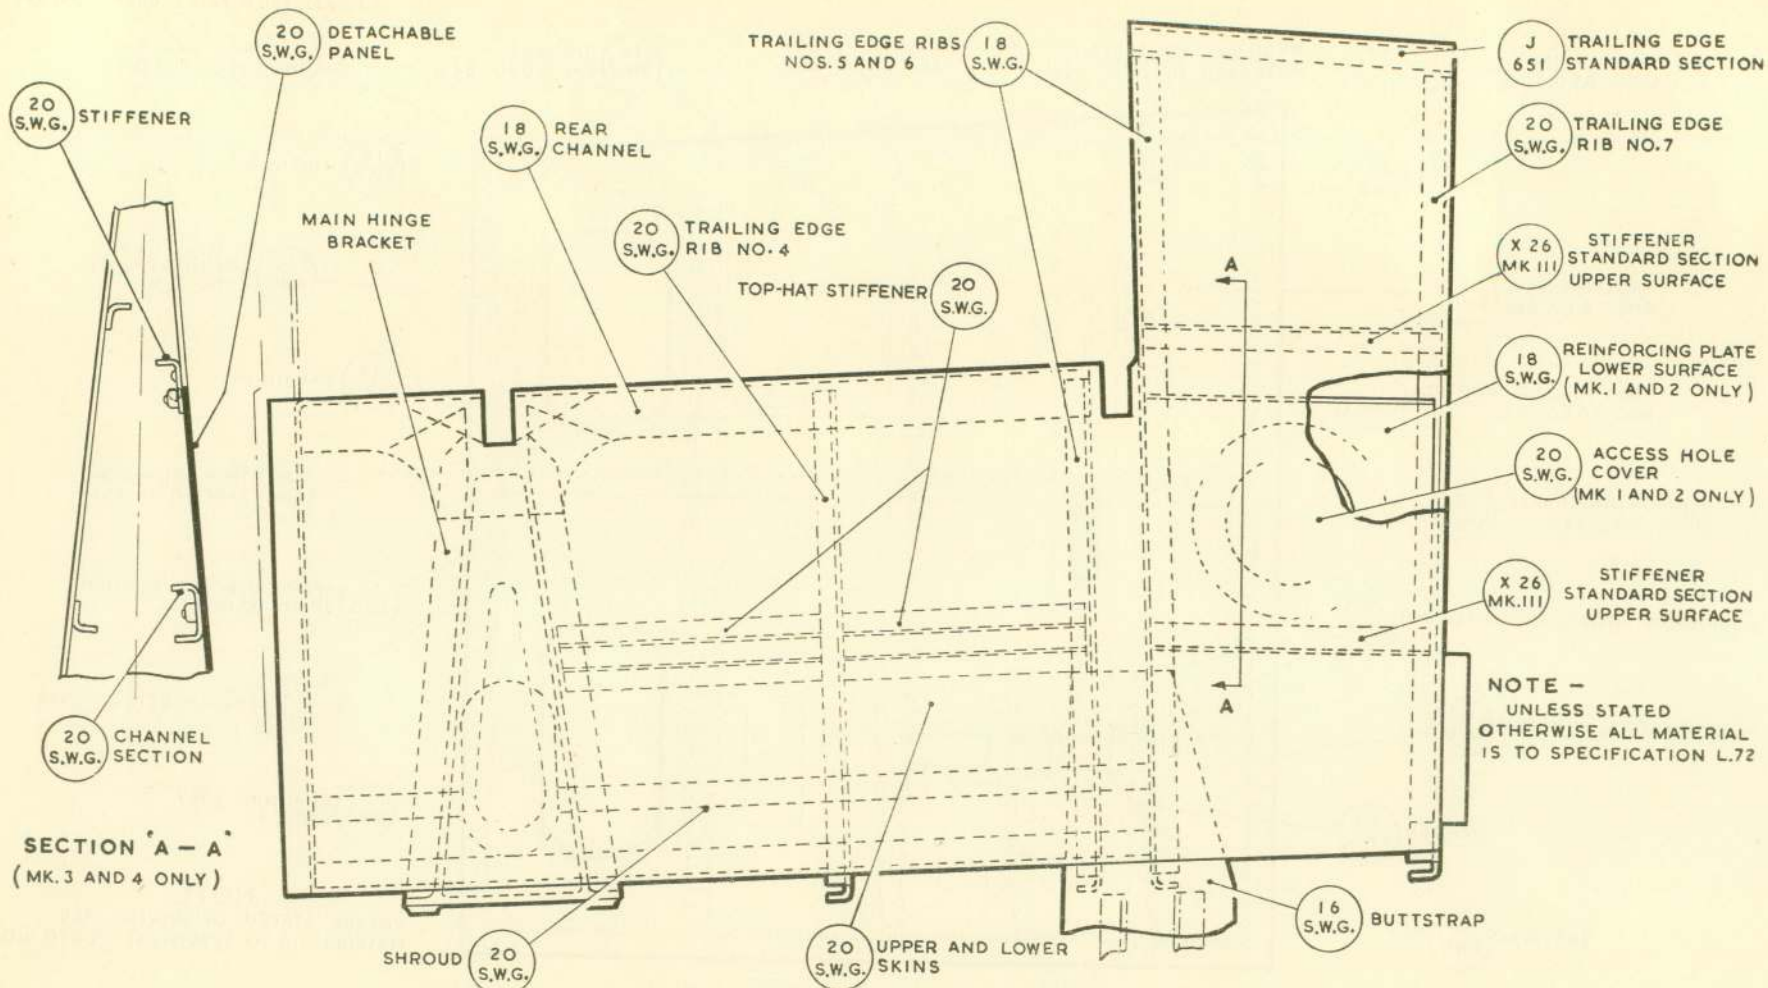 20
S.W.G.
DETACHABLE
PANEL
20
S.W.G.
STIFFENER
18
S.W.G.
REAR
CHANNEL
MAIN HINGE
BRACKET
20
S.W.G.
TRAILING EDGE
RIB NO. 4
TRAILING EDGE RIBS
NOS. 5 AND 6
18
S.W.G.
TOP-HAT STIFFENER
20
S.W.G.
J
651
TRAILING EDGE
STANDARD SECTION
20
S.W.G.
TRAILING EDGE
RIB NO. 7
X 26
MK III
STIFFENER
STANDARD SECTION
UPPER SURFACE
18
S.W.G.
REINFORCING PLATE
LOWER SURFACE
(MK. 1 AND 2 ONLY)
20
S.W.G.
ACCESS HOLE
COVER
(MK 1 AND 2 ONLY)
X 26
MK.III
STIFFENER
STANDARD SECTION
UPPER SURFACE
A
A
NOTE -
UNLESS STATED
OTHERWISE ALL MATERIAL
IS TO SPECIFICATION L.72
20
S.W.G.
CHANNEL
SECTION
SECTION 'A - A'
(MK. 3 AND 4 ONLY)
SHROUD
20
S.W.G.
20
S.W.G.
UPPER AND LOWER
SKINS
16
S.W.G.
BUTTSTRAP